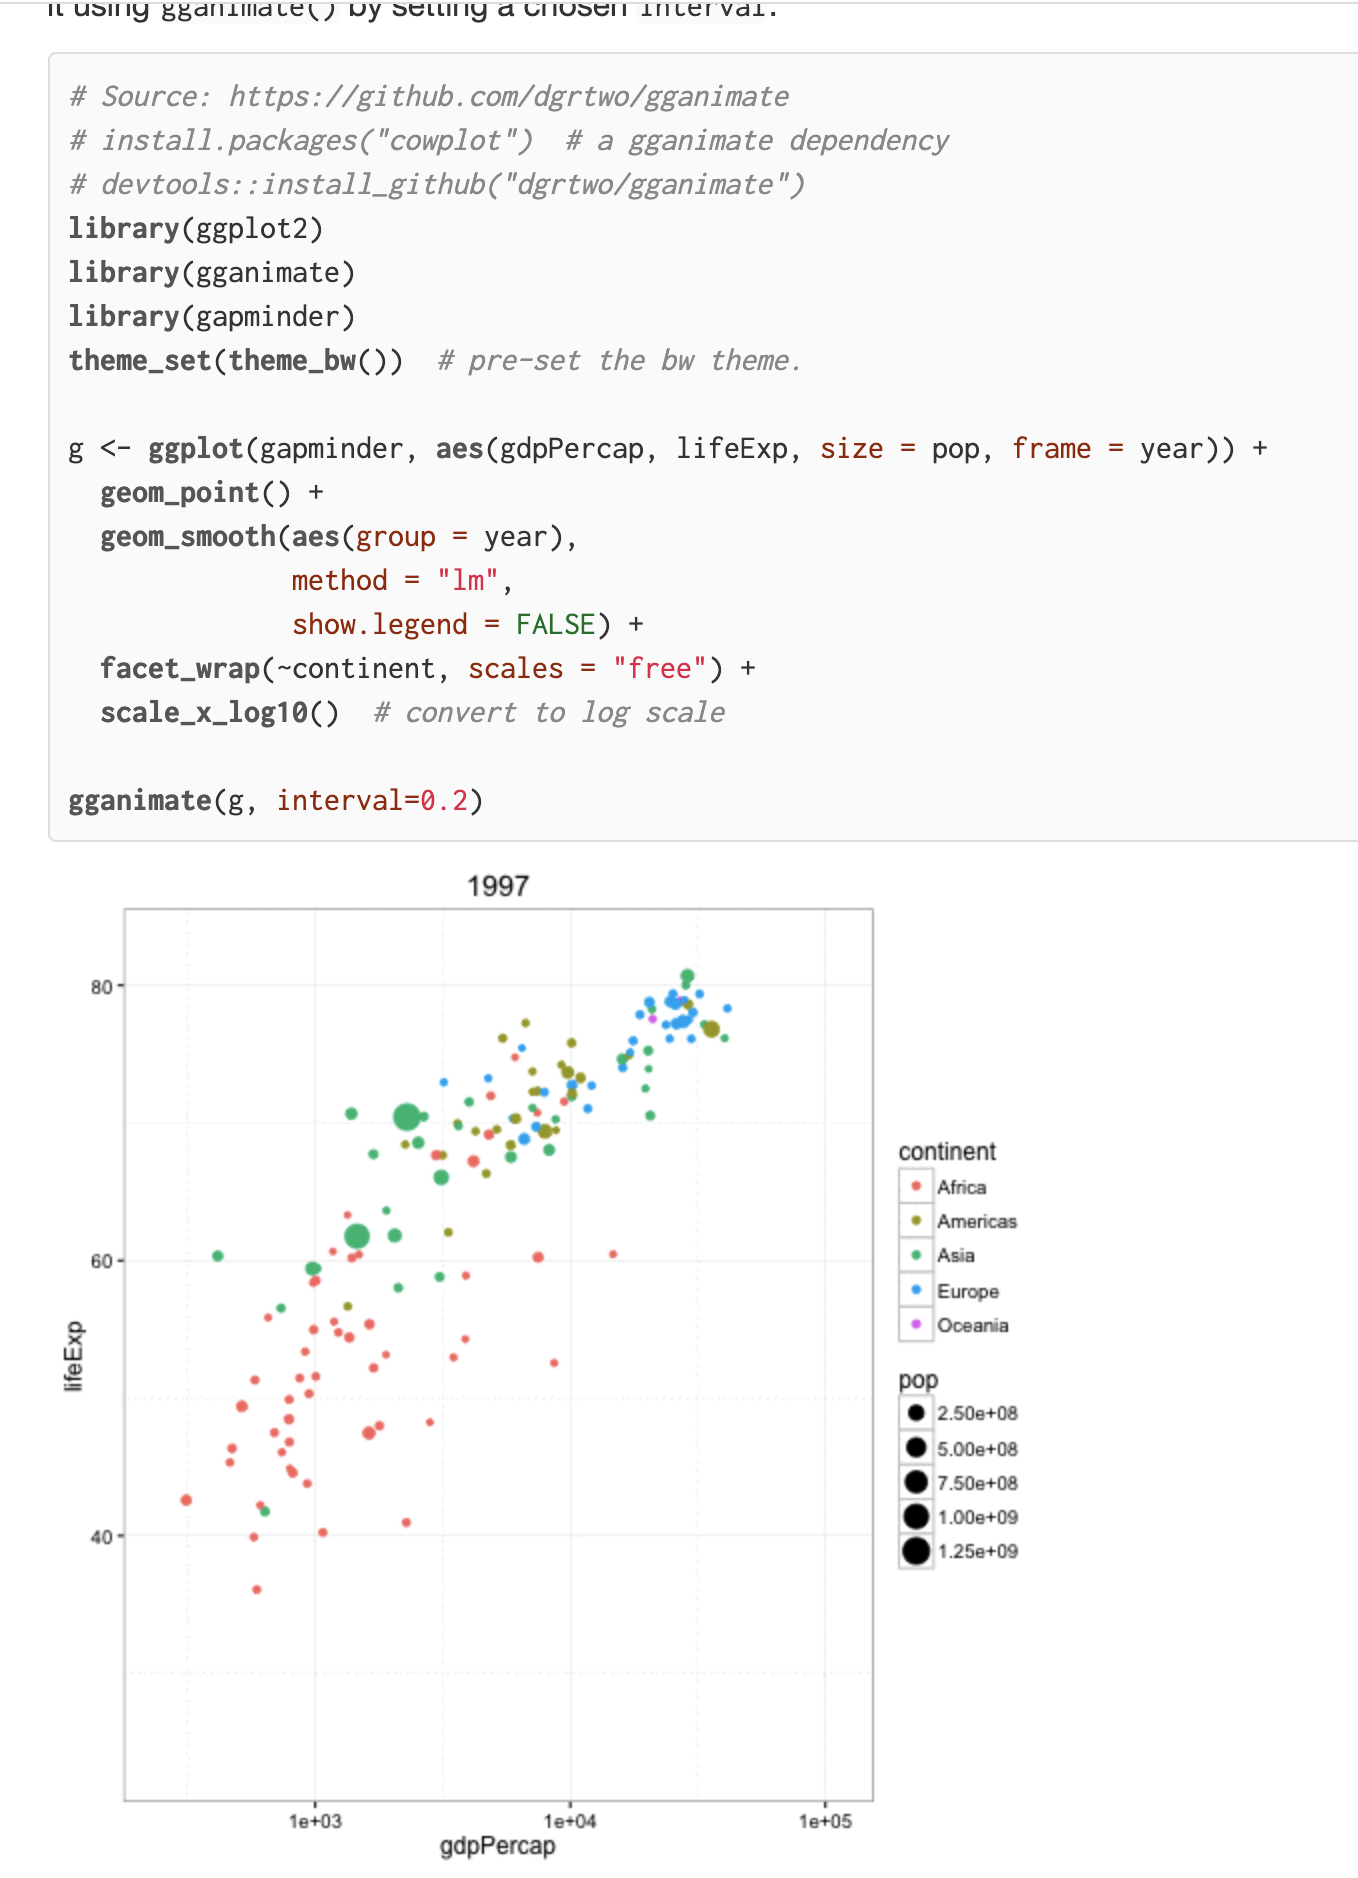 it using gganimate() by setting a chosen interval.
# Source: https://github.com/dgrtwo/gganimate
# install.packages("cowplot")  # a gganimate dependency
# devtools::install_github("dgrtwo/gganimate")
library(ggplot2)
library(gganimate)
library(gapminder)
theme_set(theme_bw())  # pre-set the bw theme.
g <- ggplot(gapminder, aes(gdpPercap, lifeExp, size = pop, frame = year)) +
  geom_point() +
  geom_smooth(aes(group = year),
              method = "lm",
              show.legend = FALSE) +
  facet_wrap(~continent, scales = "free") +
  scale_x_log10()  # convert to log scale
gganimate(g, interval=0.2)
1997
80
60
40
lifeExp
1e+03
1e+04
1e+05
gdpPercap
continent
Africa
Americas
Asia
Europe
Oceania
pop
2.50e+08
5.00e+08
7.50e+08
1.00e+09
1.25e+09